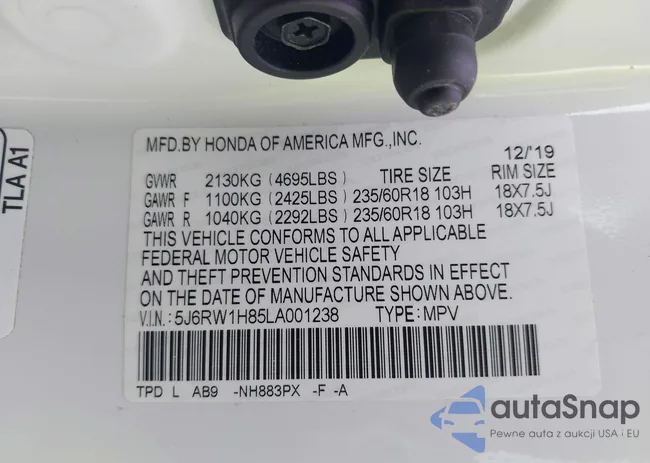 MFD.BY HONDA OF AMERICA MFG.,INC.
12/'19
GVWR 2130KG (4695LBS) TIRE SIZE RIM SIZE
GAWR F 1100KG (2425LBS) 235/60R18 103H 18X7.5J
GAWR R 1040KG (2292LBS) 235/60R18 103H 18X7.5J
THIS VEHICLE CONFORMS TO ALL APPLICABLE
FEDERAL MOTOR VEHICLE SAFETY
AND THEFT PREVENTION STANDARDS IN EFFECT
ON THE DATE OF MANUFACTURE SHOWN ABOVE.
V.I.N.: 5J6RW1H85LA001238 TYPE: MPV
TPD L AB9 -NH883PX -F -A
TLA A1
autaSnap
Pewne auta z aukcji USA i EU